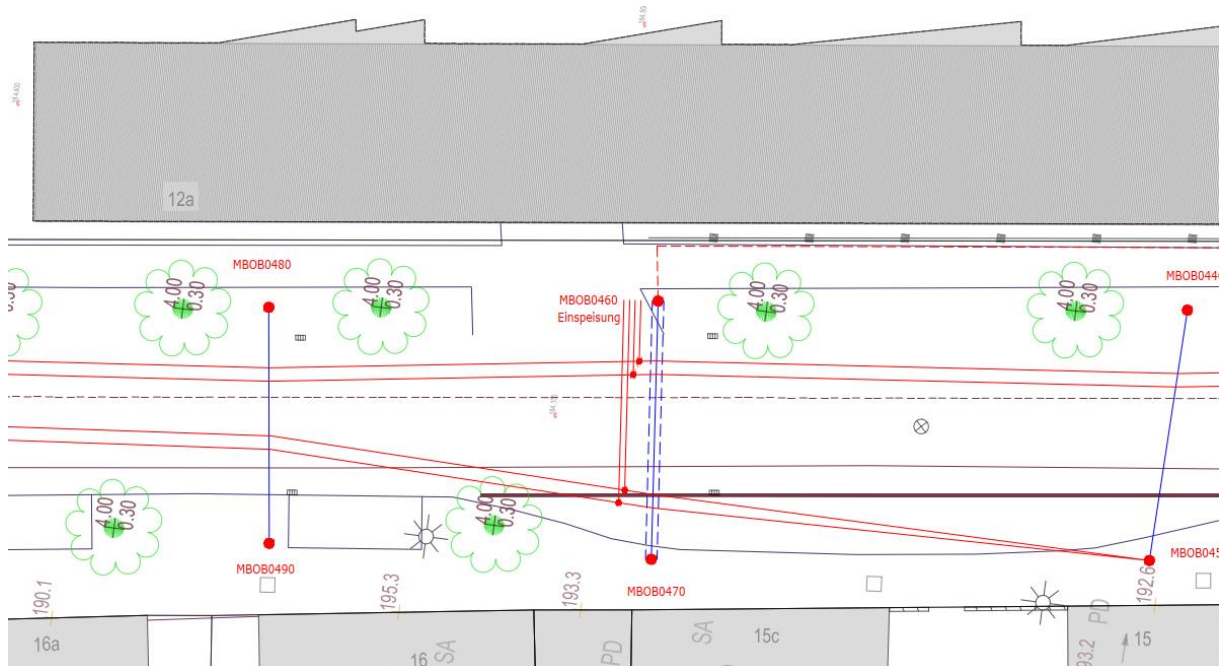 12a
MBOB0480
4.00
0.30
4.00
0.30
MBOB0460
Einspeisung
4.00
0.30
4.00
0.30
MBOB044
4.00
0.30
4.00
0.30
MBOB0490
MBOB0470
MBOB045
190.1
195.3
193.3
192.6
16a
16
SA
PD
SA
15c
93.2
PD
15